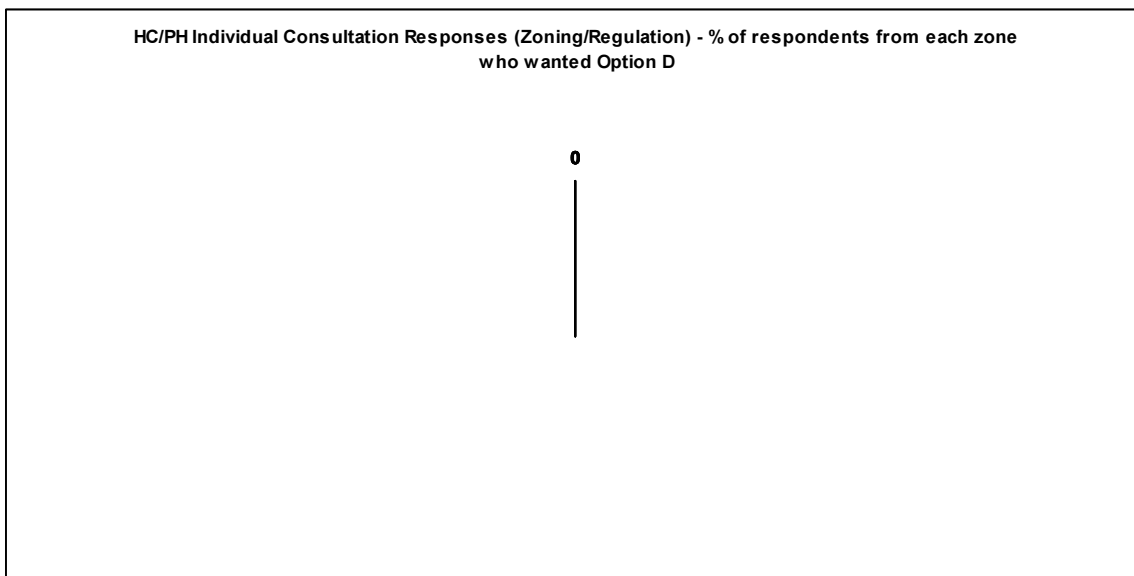 HC/PH Individual Consultation Responses (Zoning/Regulation) - % of respondents from each zone
who wanted Option D
0